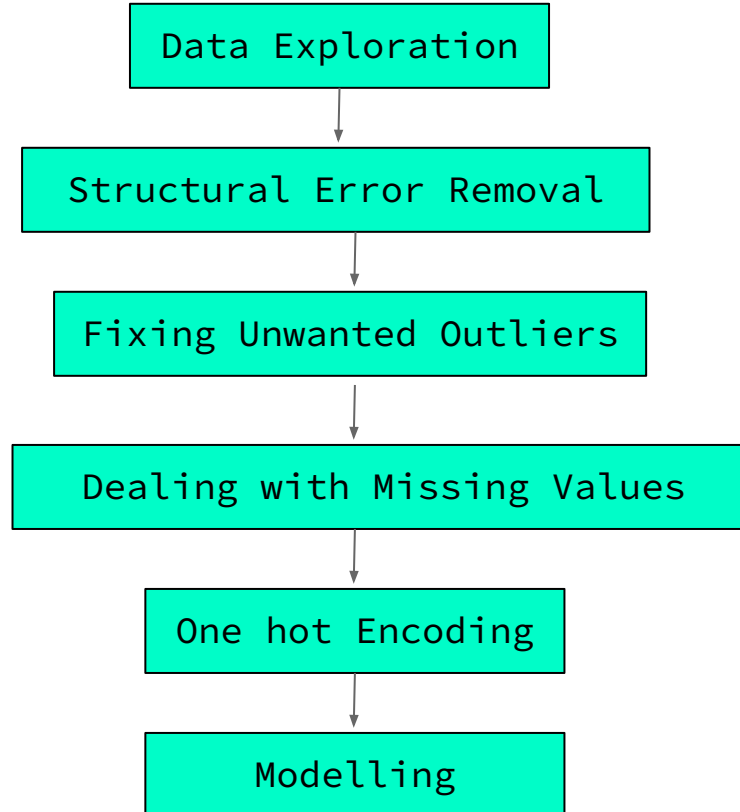 Data Exploration
Structural Error Removal
Fixing Unwanted Outliers
Dealing with Missing Values
One hot Encoding
Modelling